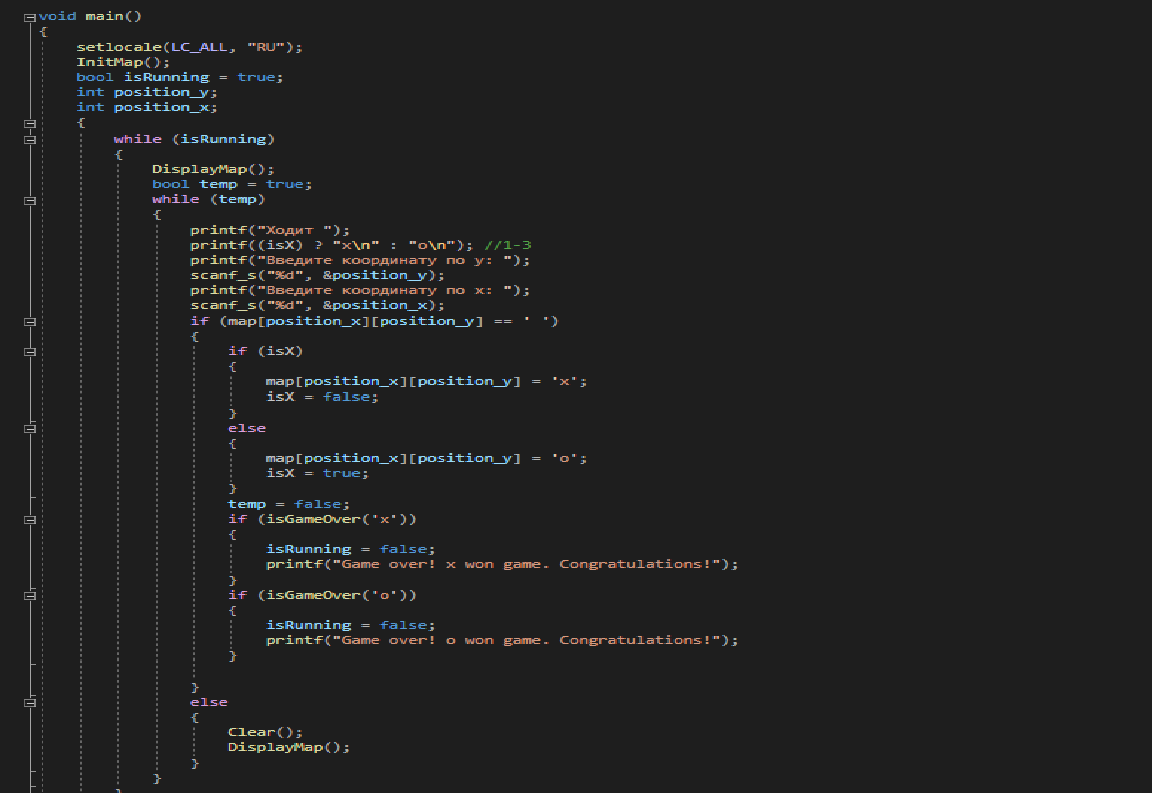 void main()
{
setlocale(LC_ALL, "RU");
InitMap();
bool isRunning = true;
int position_y;
int position_x;
{
while (isRunning)
{
DisplayMap();
bool temp = true;
while (temp)
{
printf("Ходит ");
printf((isX) ? "x\n" : "o\n"); //1-3
printf("Введите координату по y: ");
scanf_s("%d", &position_y);
printf("Введите координату по x: ");
scanf_s("%d", &position_x);
if (map[position_x][position_y] == ' ')
{
if (isX)
{
map[position_x][position_y] = 'x';
isX = false;
}
else
{
map[position_x][position_y] = 'o';
isX = true;
}
temp = false;
if (isGameOver('x'))
{
isRunning = false;
printf("Game over! x won game. Congratulations!");
}
if (isGameOver('o'))
{
isRunning = false;
printf("Game over! o won game. Congratulations!");
}
}
else
{
Clear();
DisplayMap();
}
}
}